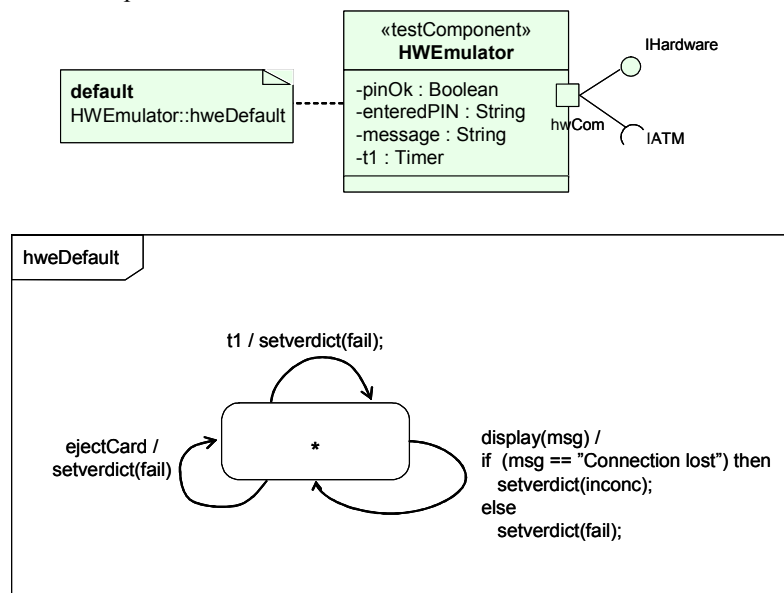 «testComponent»
HWEmulator
IHardware
default
HWEmulator::hweDefault
-pinOk : Boolean
-enteredPIN : String
-message : String
-t1 : Timer
hwCom
IATM
hweDefault
t1 / setverdict(fail);
ejectCard /
setverdict(fail)
*
display(msg) /
if (msg == ”Connection lost”) then
setverdict(inconc);
else
setverdict(fail);